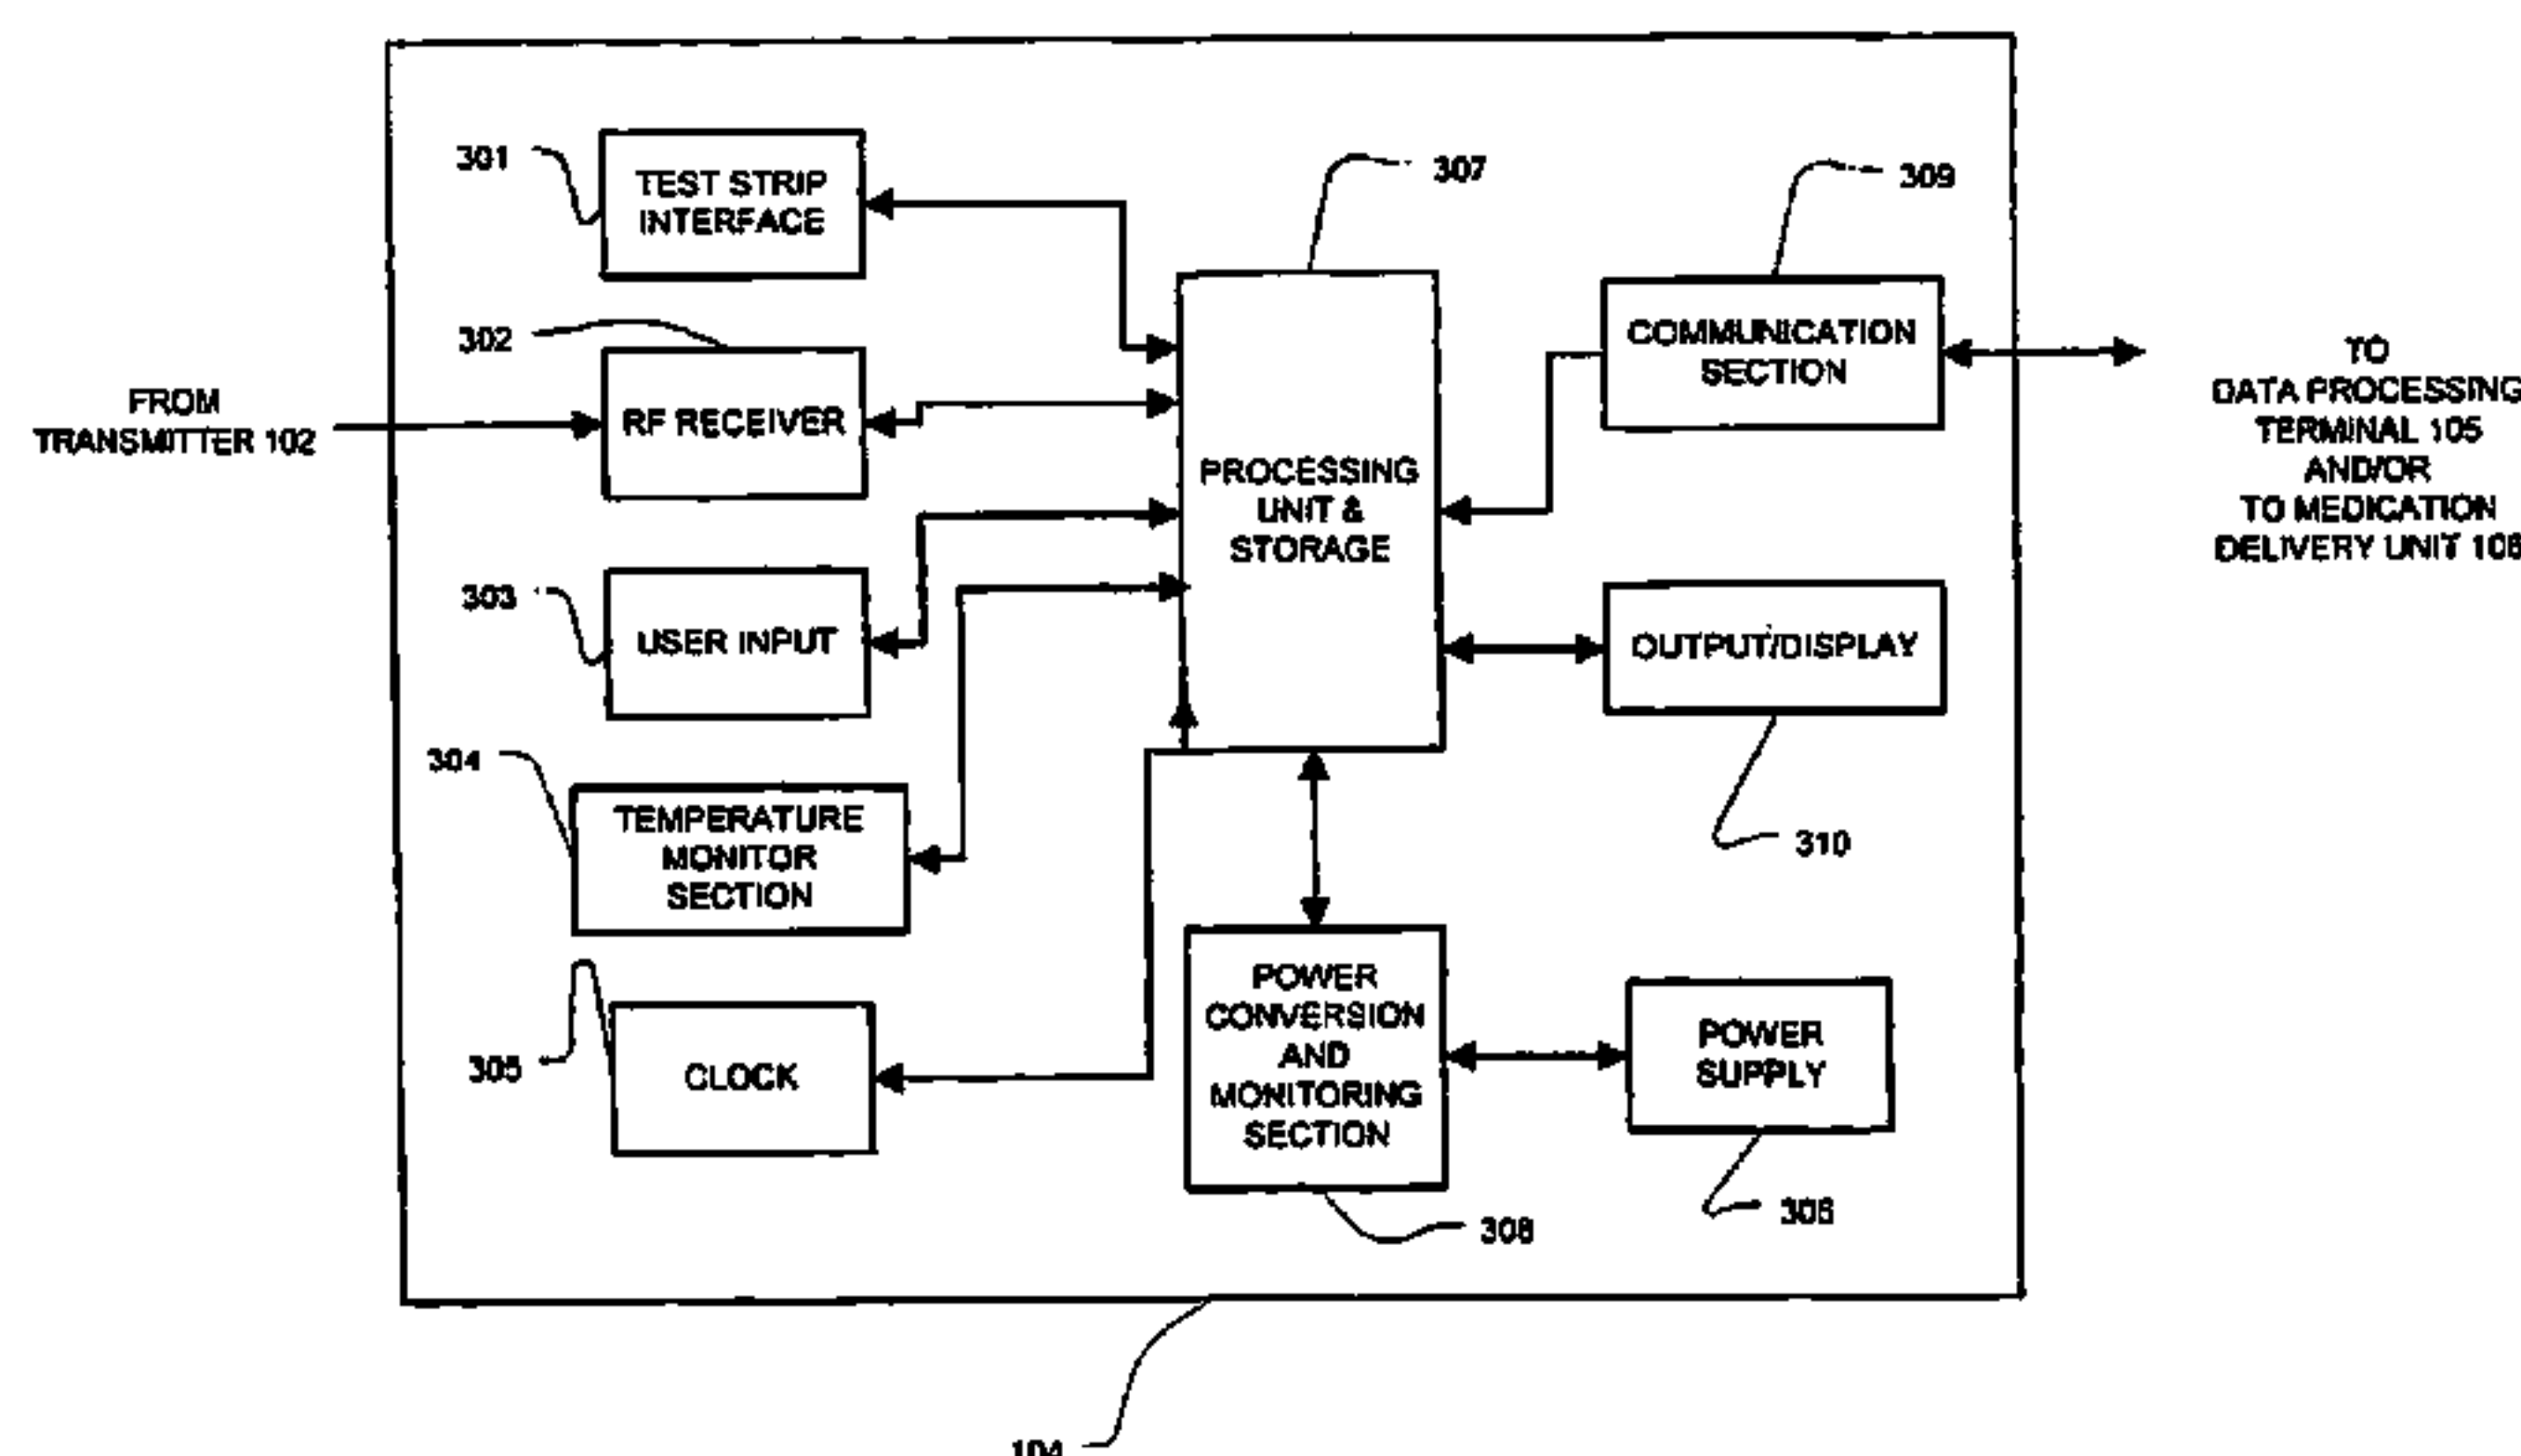 301
TEST STRIP
INTERFACE
307
309
302
COMMUNICATION
SECTION
TO
DATA PROCESSING
TERMINAL 105
AND/OR
TO MEDICATION
DELIVERY UNIT 106
FROM
TRANSMITTER 102
RF RECEIVER
PROCESSING
UNIT &
STORAGE
303
USER INPUT
OUTPUT/DISPLAY
304
TEMPERATURE
MONITOR
SECTION
310
305
CLOCK
POWER
CONVERSION
AND
MONITORING
SECTION
POWER
SUPPLY
306
308
104